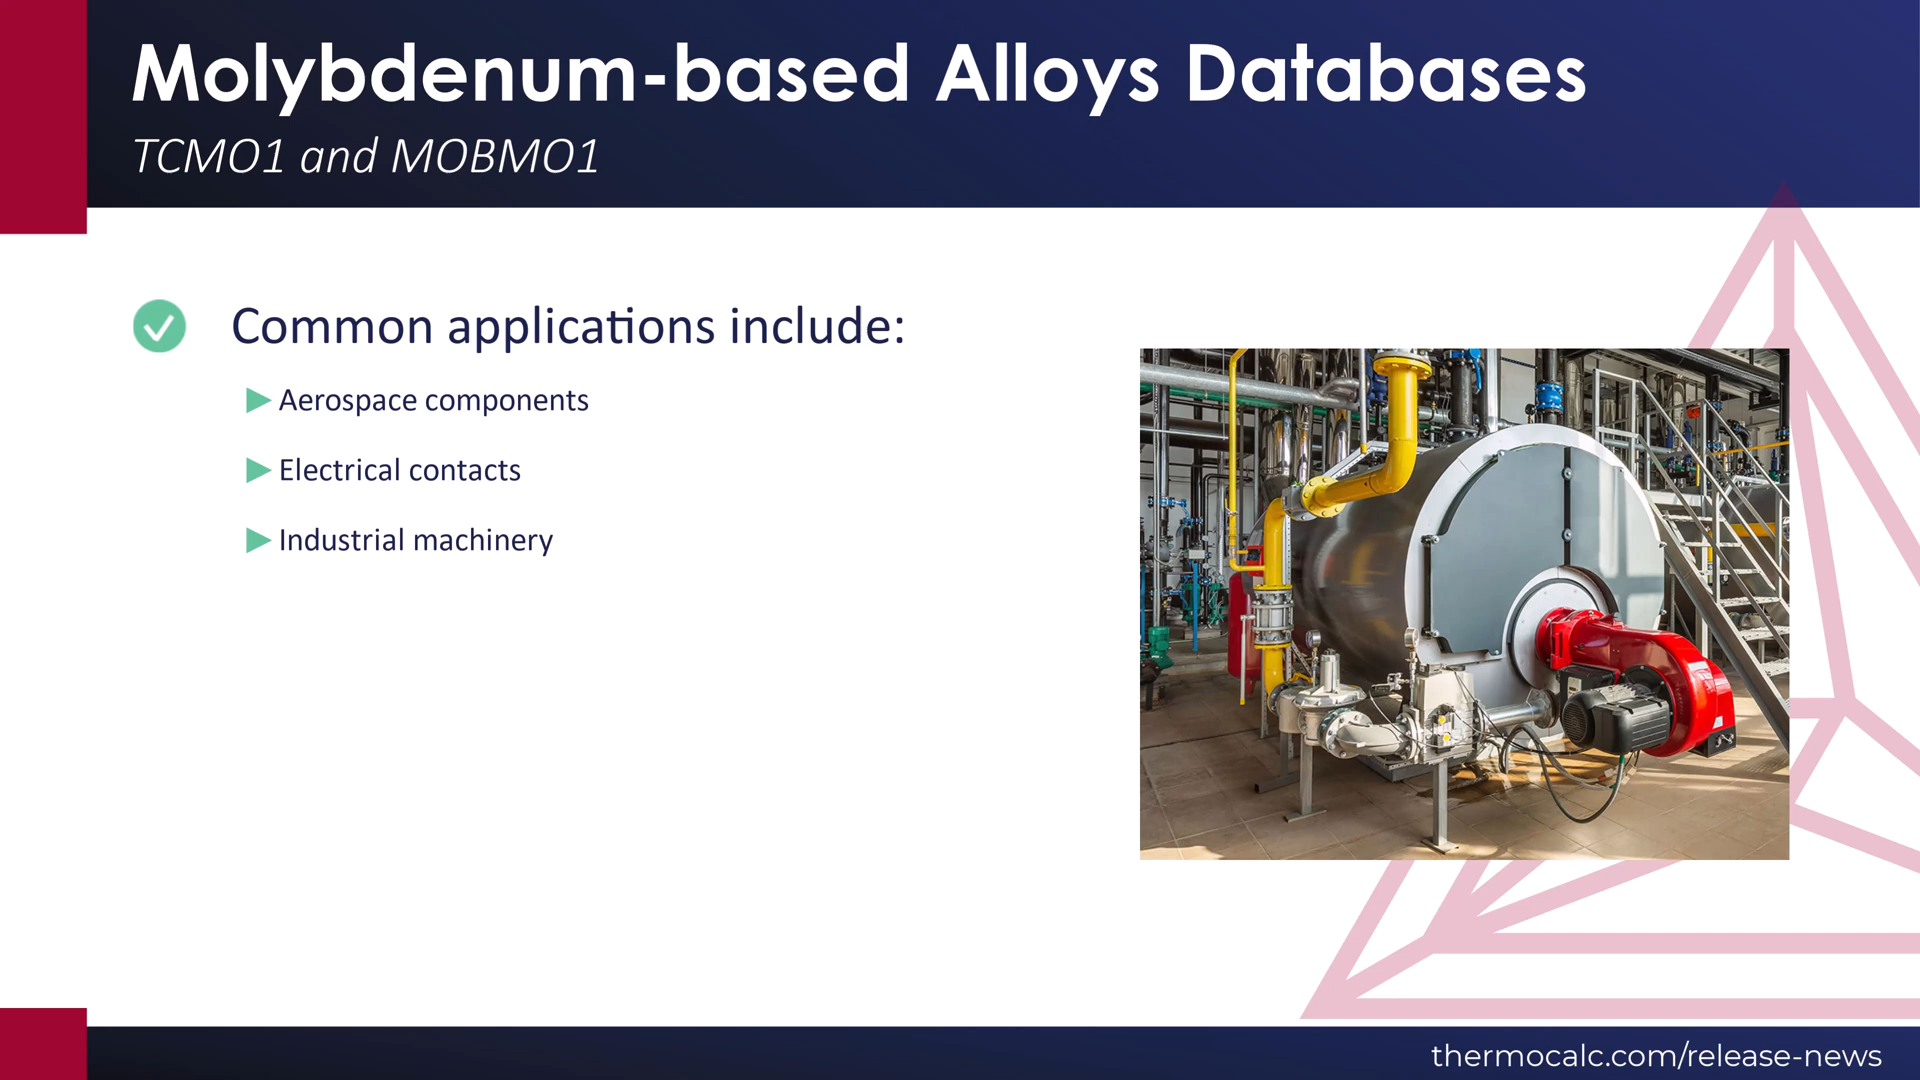 Molybdenum-based Alloys Databases
TCMO1 and MOBMO1
Common applications include:
Aerospace components
Electrical contacts
Industrial machinery
thermocalc.com/release-news